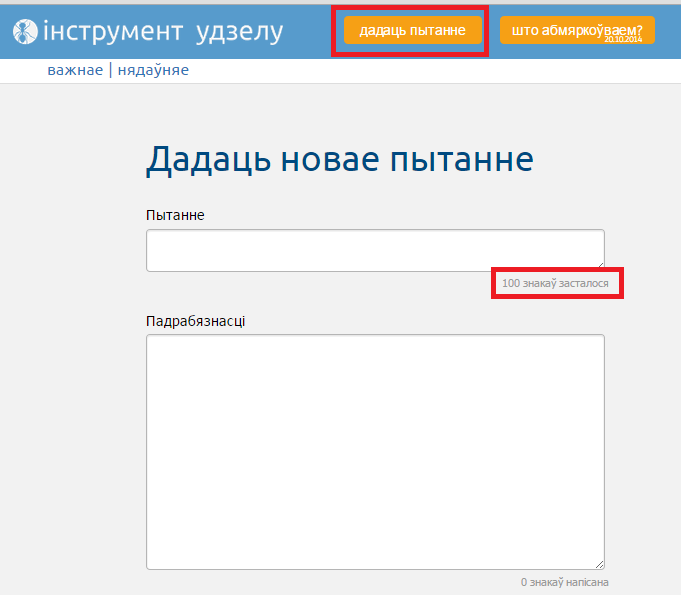 інструмент удзелу
дадаць пытанне
што абмяркоўваем?
20.10.2014
важнае | нядаўняе
Дадаць новае пытанне
Пытанне
100 знакаў засталося
Падрабязнасці
0 знакаў напісана